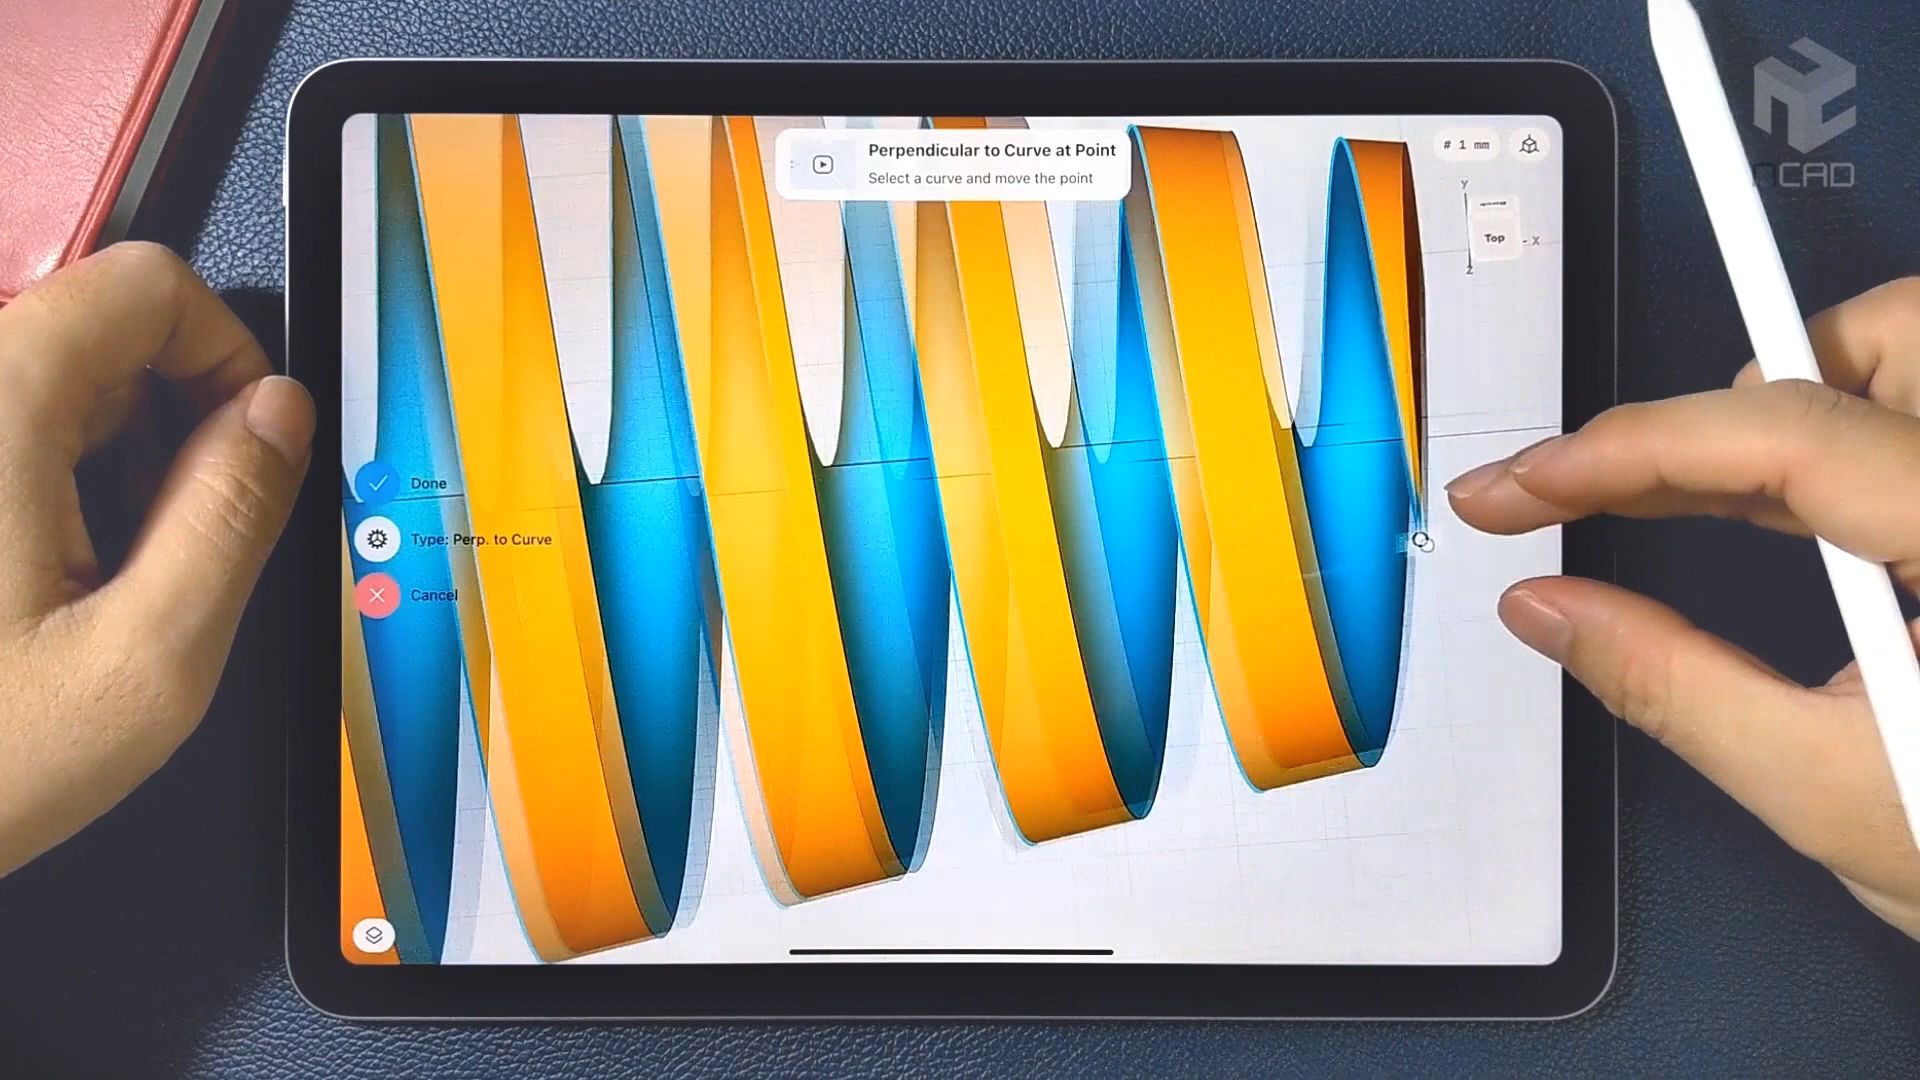 Perpendicular to Curve at Point
Select a curve and move the point
# 1 mm
Y
Top
- X
Z
Done
Type: Perp. to Curve
Cancel
nCAD